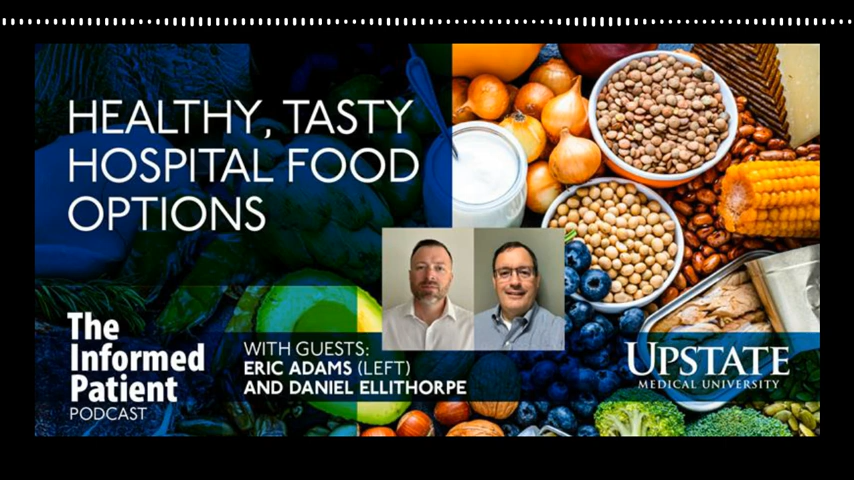 HEALTHY, TASTY
HOSPITAL FOOD
OPTIONS
The
Informed
Patient
PODCAST
WITH GUESTS:
ERIC ADAMS (LEFT)
AND DANIEL ELLITHORPE
UPSTATE
MEDICAL UNIVERSITY